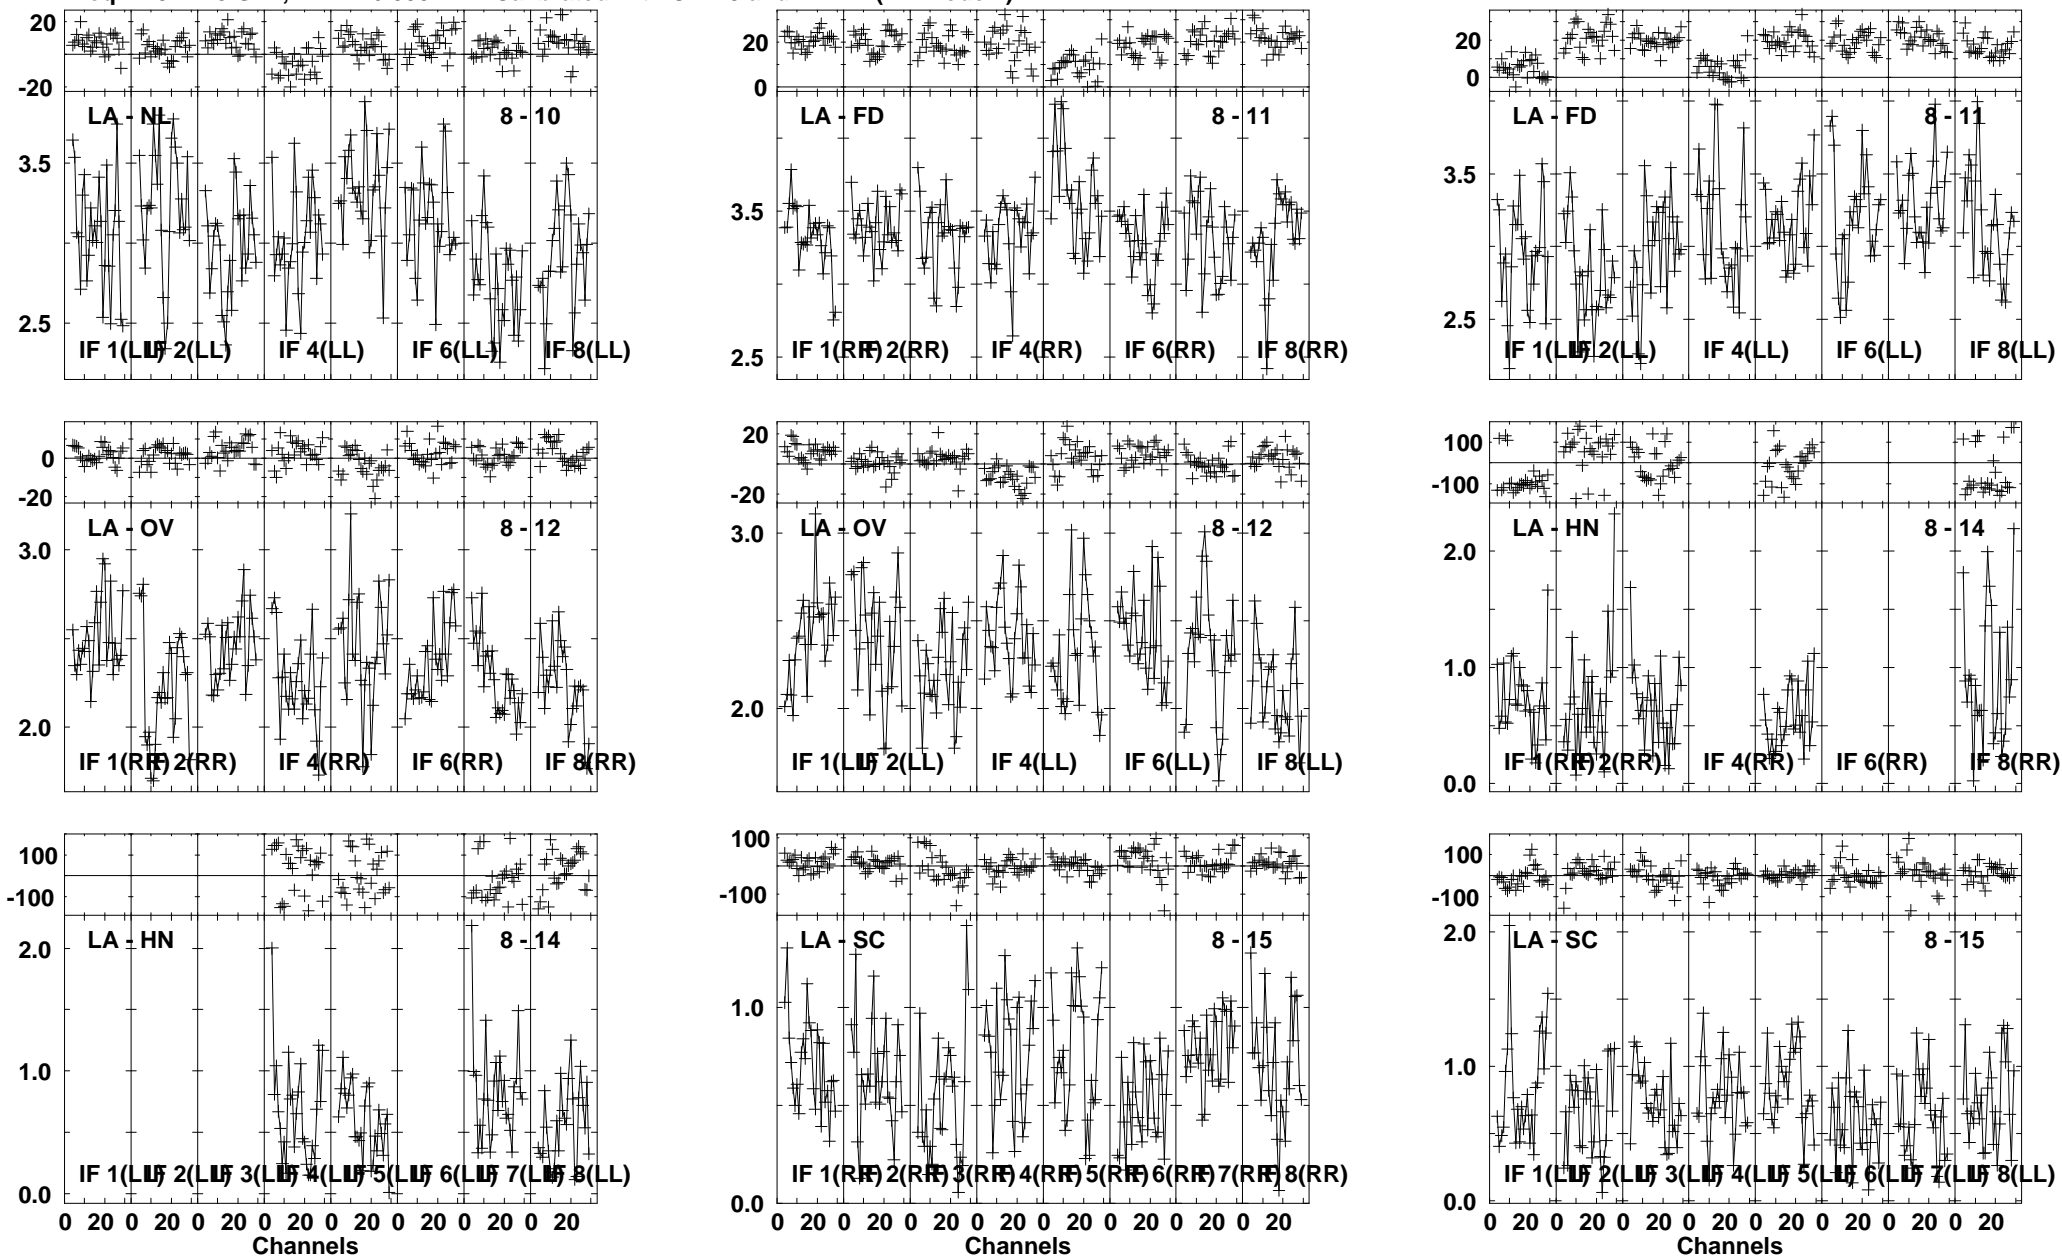 20
-20
LA - NL 8 - 10
3.5
2.5
IF 1(LL) IF 2(LL) IF 4(LL) IF 6(LL) IF 8(LL)
20
0
LA - FD 8 - 11
3.5
2.5
IF 1(RR) IF 2(RR) IF 4(RR) IF 6(RR) IF 8(RR)
20
0
LA - FD 8 - 11
3.5
2.5
IF 1(LL) IF 2(LL) IF 4(LL) IF 6(LL) IF 8(LL)
0
-20
LA - OV 8 - 12
3.0
2.0
IF 1(RR) IF 2(RR) IF 4(RR) IF 6(RR) IF 8(RR)
20
-20
LA - OV 8 - 12
3.0
2.0
IF 1(LL) IF 2(LL) IF 4(LL) IF 6(LL) IF 8(LL)
100
-100
LA - HN 8 - 14
2.0
1.0
0.0
IF 1(RR) IF 2(RR) IF 4(RR) IF 6(RR) IF 8(RR)
100
-100
LA - HN 8 - 14
2.0
1.0
0.0
IF 1(LL) IF 2(LL) IF 3(LL) IF 4(LL) IF 5(LL) IF 6(LL) IF 7(LL) IF 8(LL)
0 20 0 20 0 20 0 20 0 20 0 20 0 20 0 20
Channels
100
-100
LA - SC 8 - 15
1.0
0.0
IF 1(RR) IF 2(RR) IF 3(RR) IF 4(RR) IF 5(RR) IF 6(RR) IF 7(RR) IF 8(RR)
0 20 0 20 0 20 0 20 0 20 0 20 0 20 0 20
Channels
100
-100
LA - SC 8 - 15
2.0
1.0
0.0
IF 1(LL) IF 2(LL) IF 3(LL) IF 4(LL) IF 5(LL) IF 6(LL) IF 7(LL) IF 8(LL)
0 20 0 20 0 20 0 20 0 20 0 20 0 20 0 20
Channels